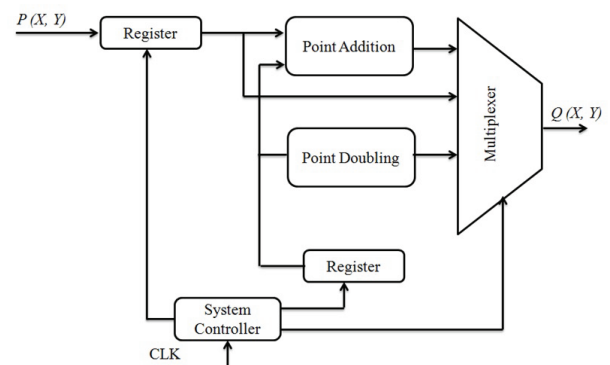 P (X, Y)
Register
Point Addition
Multiplexer
Q (X, Y)
Point Doubling
Register
System
Controller
CLK